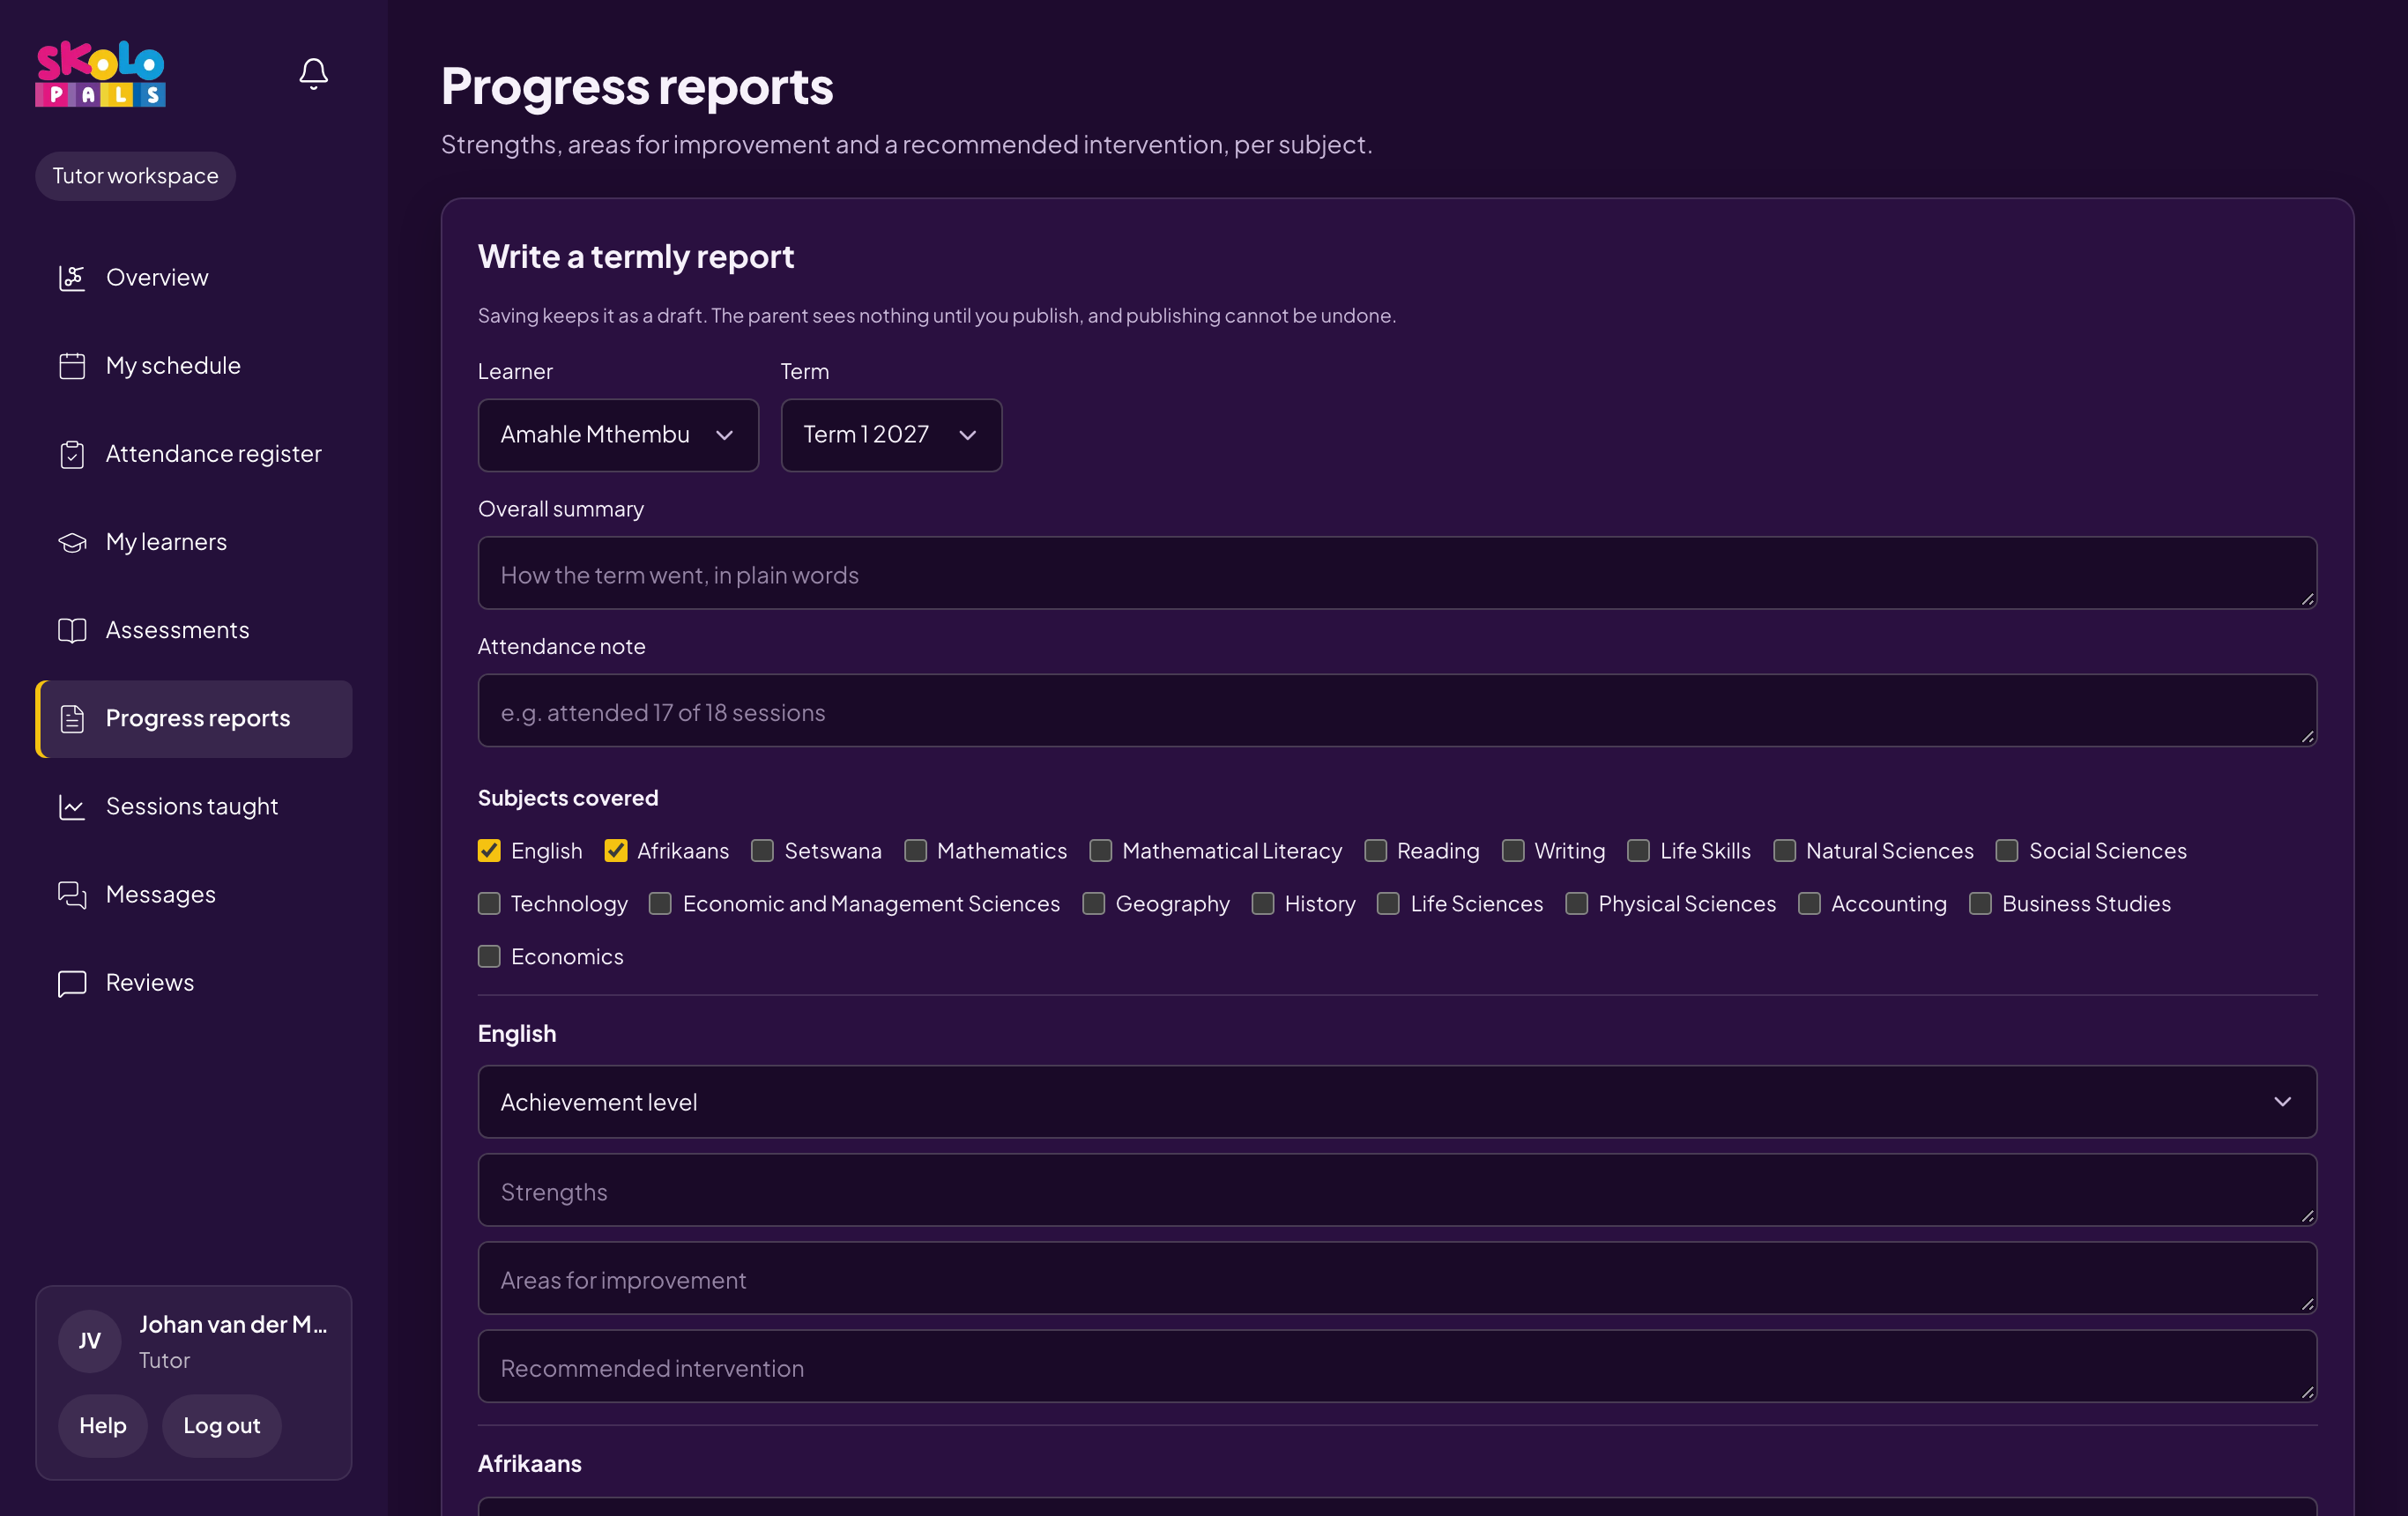 SKOLO
PALS
Tutor workspace
Overview
My schedule
Attendance register
My learners
Assessments
Progress reports
Sessions taught
Messages
Reviews
JV
Johan van der M...
Tutor
Help
Log out
Progress reports
Strengths, areas for improvement and a recommended intervention, per subject.
Write a termly report
Saving keeps it as a draft. The parent sees nothing until you publish, and publishing cannot be undone.
Learner
Term
Amahle Mthembu
Term 1 2027
Overall summary
How the term went, in plain words
Attendance note
e.g. attended 17 of 18 sessions
Subjects covered
English Afrikaans Setswana Mathematics Mathematical Literacy Reading Writing Life Skills Natural Sciences Social Sciences
Technology Economic and Management Sciences Geography History Life Sciences Physical Sciences Accounting Business Studies
Economics
English
Achievement level
Strengths
Areas for improvement
Recommended intervention
Afrikaans